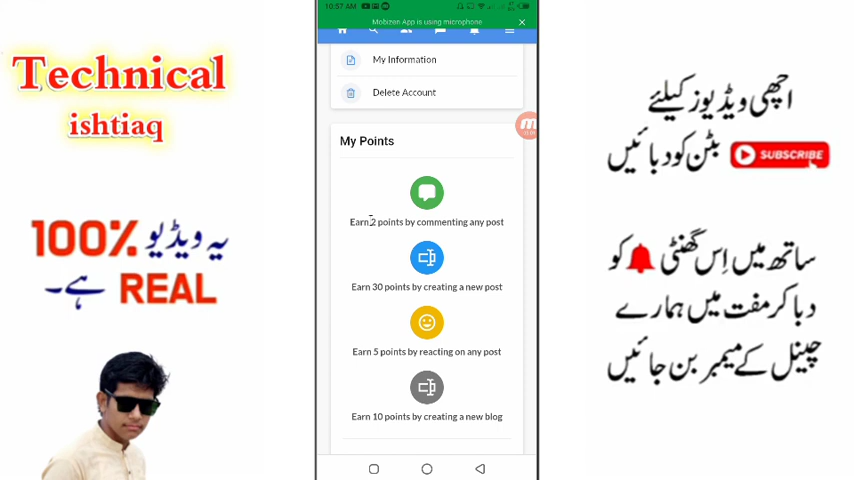 Technical
ishtiaq
یہ ویڈیو 100%
REAL ہے۔
10:57 AM
Mobizen App is using microphone
My Information
Delete Account
My Points
Earn 2 points by commenting any post
Earn 30 points by creating a new post
Earn 5 points by reacting on any post
Earn 10 points by creating a new blog
اچھی ویڈیوز کیلئے
SUBSCRIBE بٹن کو دبائیں
ساتھ میں اِس گھنٹی کو
دبا کر مفت میں ہمارے
چینل کے میمبر بن جائیں